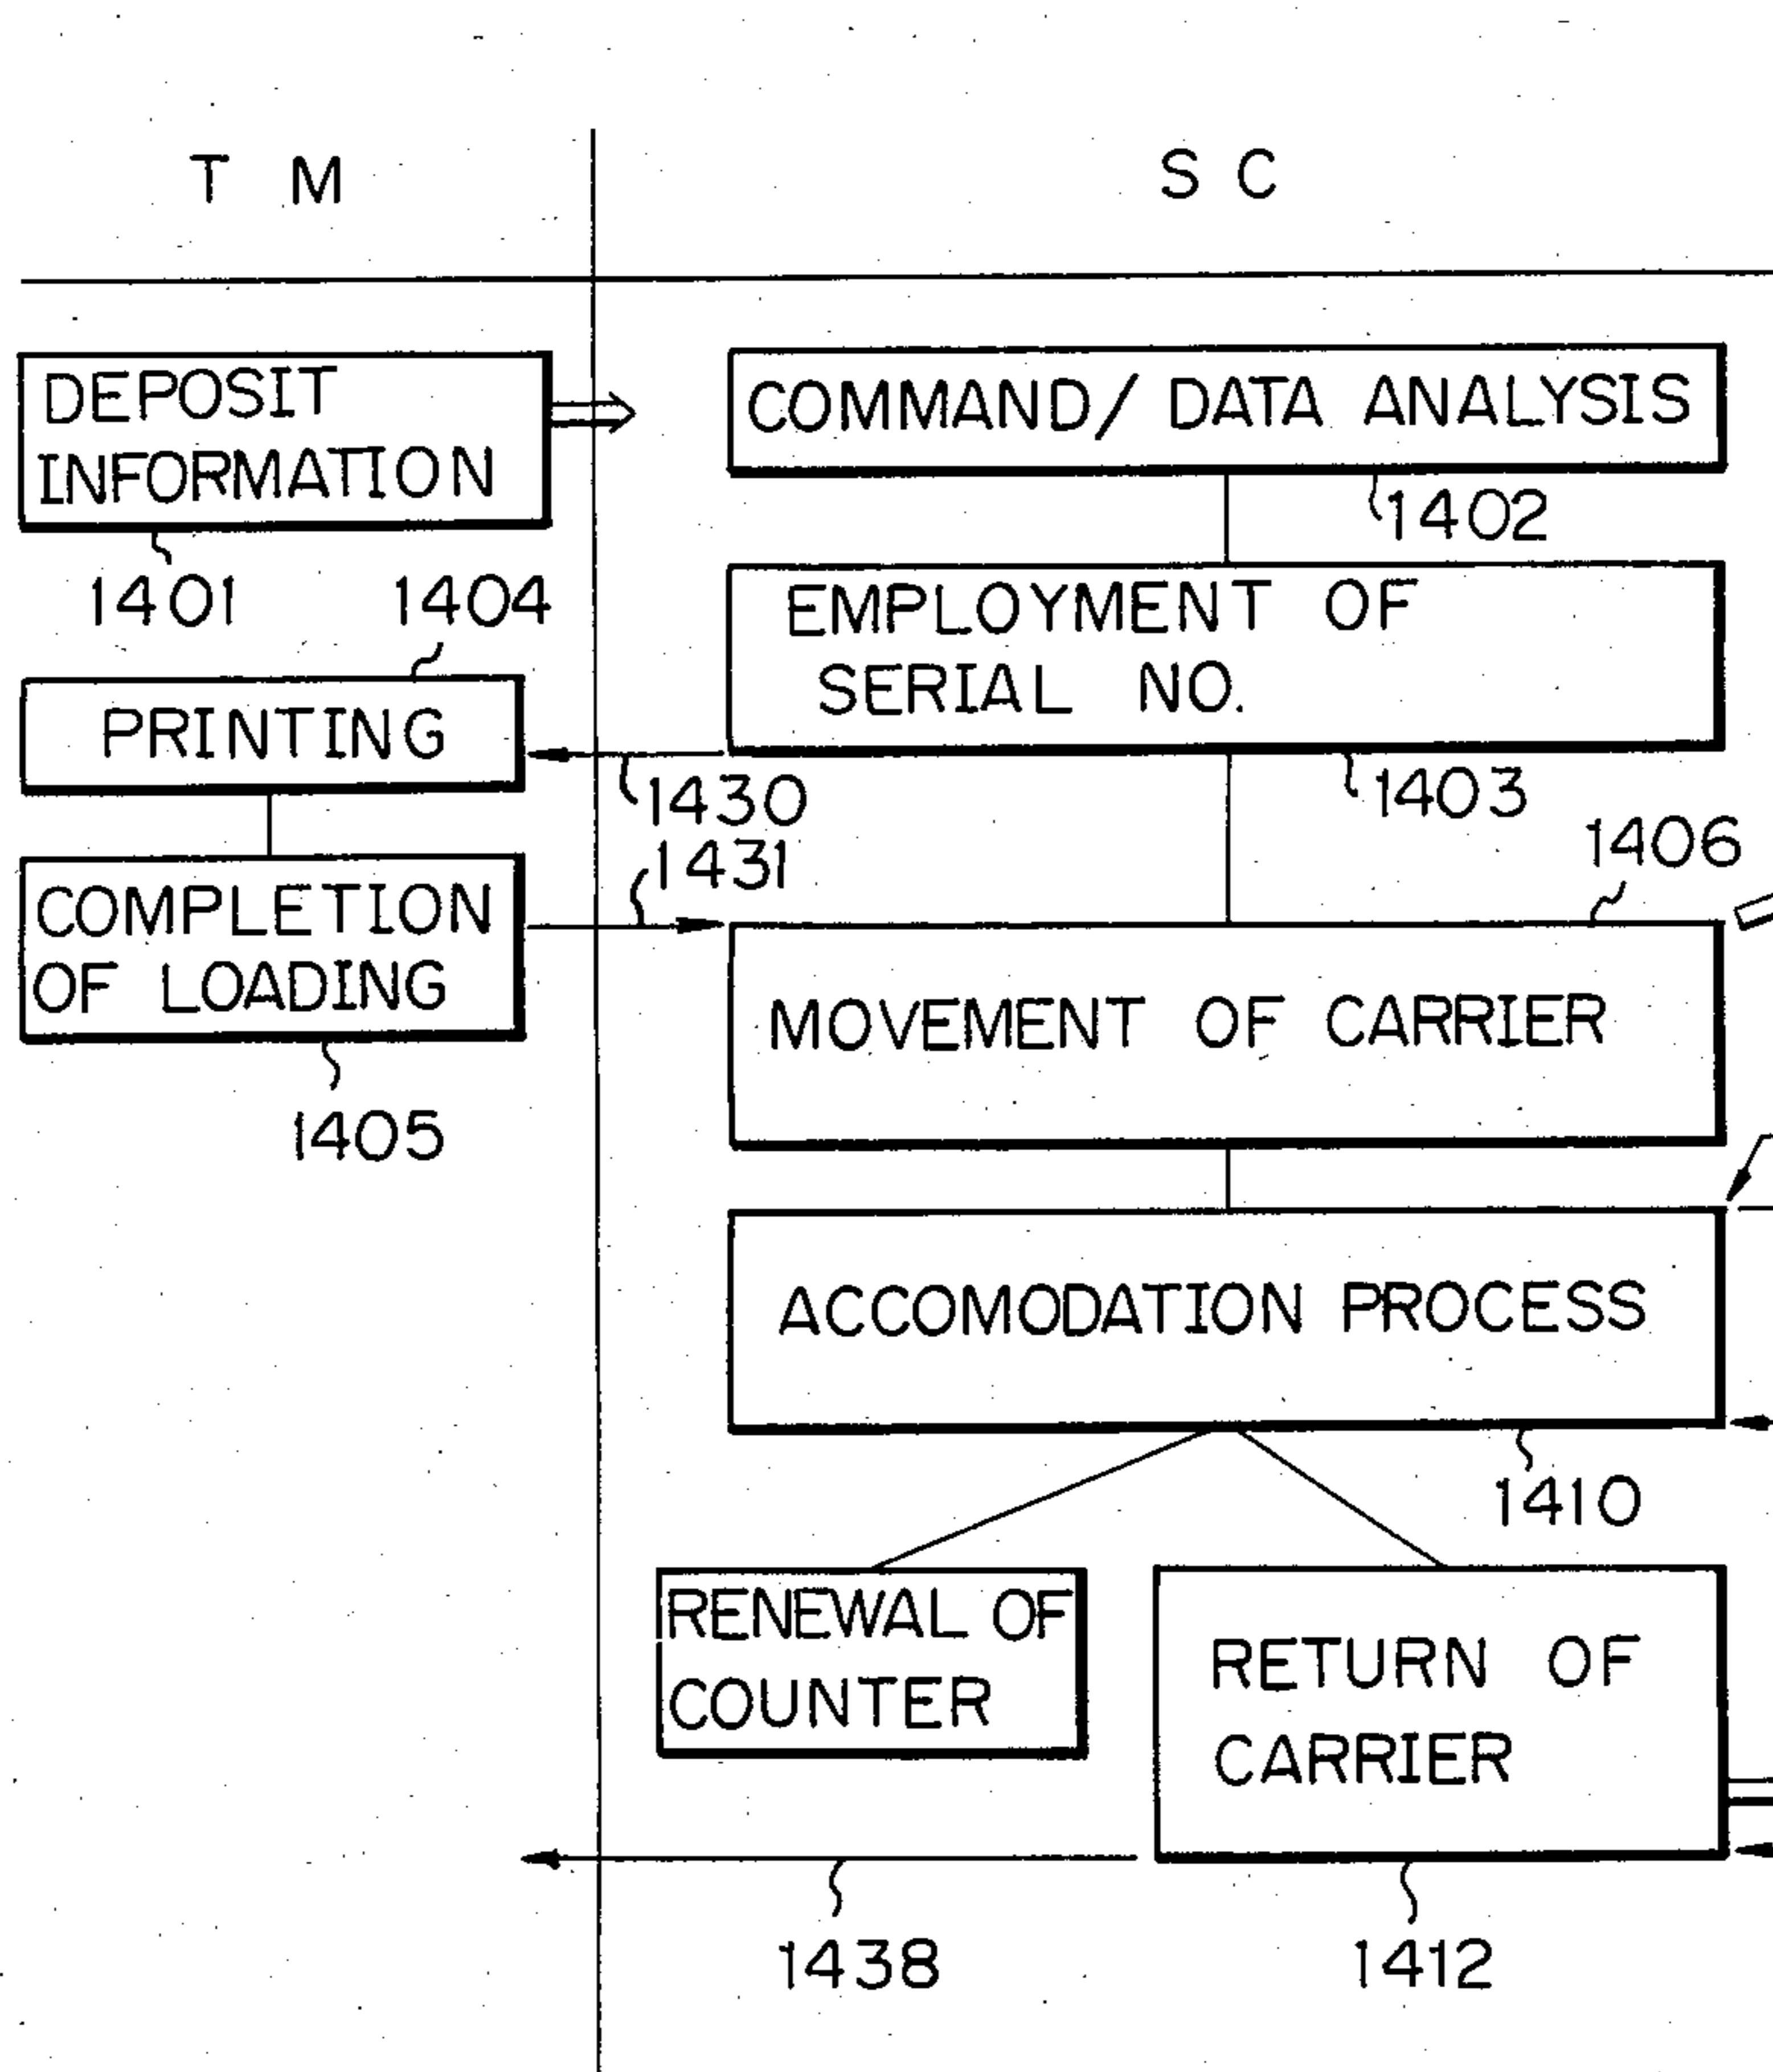 T M
S C
DEPOSIT
INFORMATION
1401
COMMAND/ DATA ANALYSIS
1402
EMPLOYMENT OF
SERIAL NO.
1403
1404
PRINTING
1430
1431
COMPLETION
OF LOADING
1405
1406
MOVEMENT OF CARRIER
ACCOMODATION PROCESS
1410
RENEWAL OF
COUNTER
RETURN OF
CARRIER
1438
1412